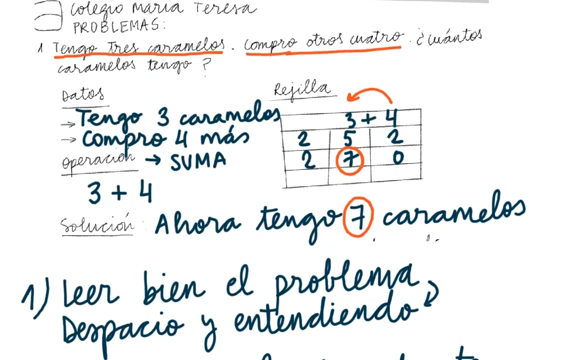 Colegio María Teresa
PROBLEMAS:
1 Tengo Tres caramelos. Compro otros cuatro. ¿Cuántos
caramelos tengo?
Datos
Rejilla
→ Tengo 3 caramelos
→ Compro 4 más
3 + 4
2 5 2
2 7 0
Operación → SUMA
3 + 4
Solución: Ahora tengo 7 caramelos
1) Leer bien el problema,
Despacio y entendiendo